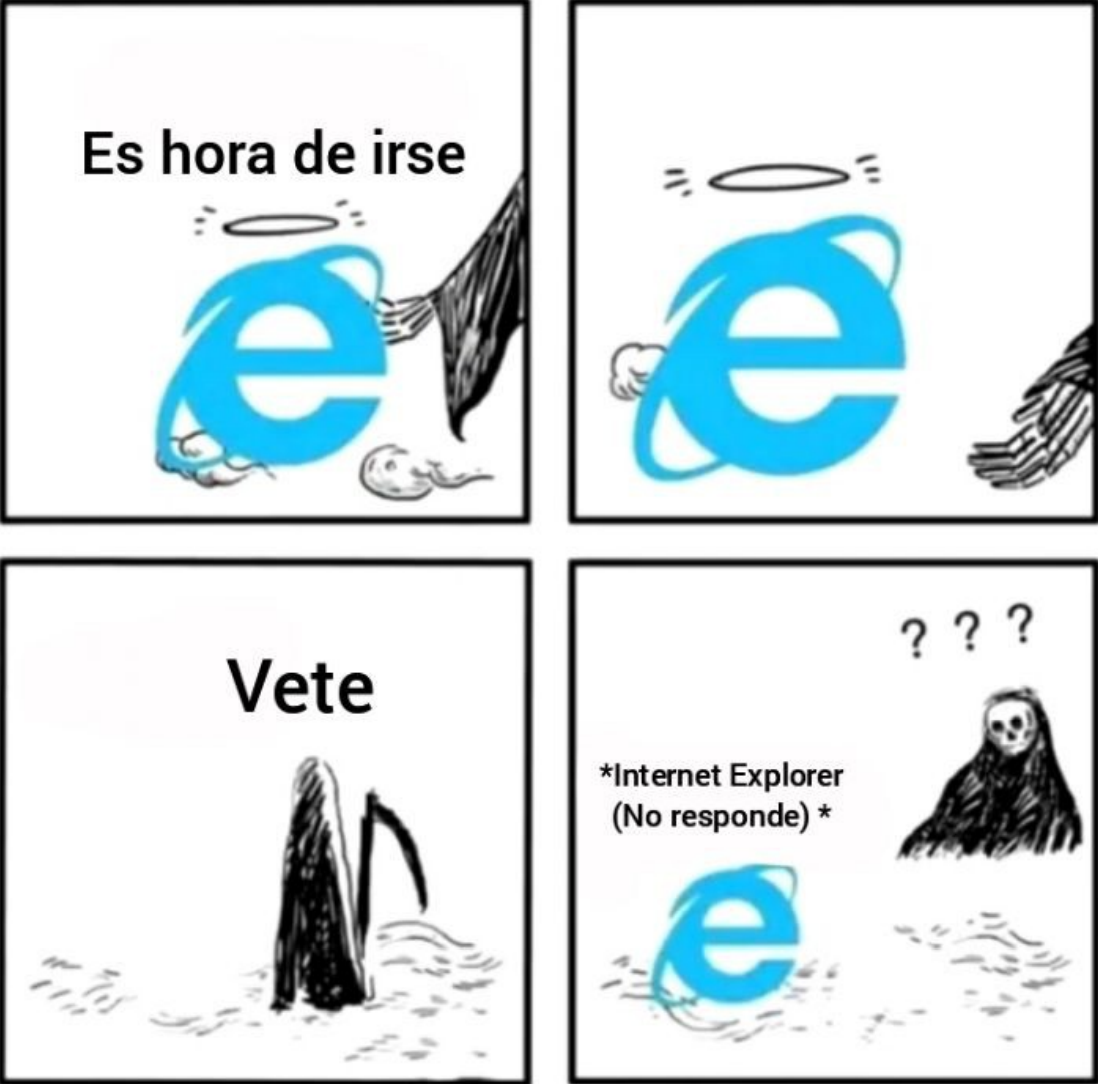 Es hora de irse
Vete
? ? ?
*Internet Explorer
(No responde) *